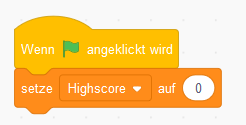 Wenn angeklickt wird
setze Highscore auf 0